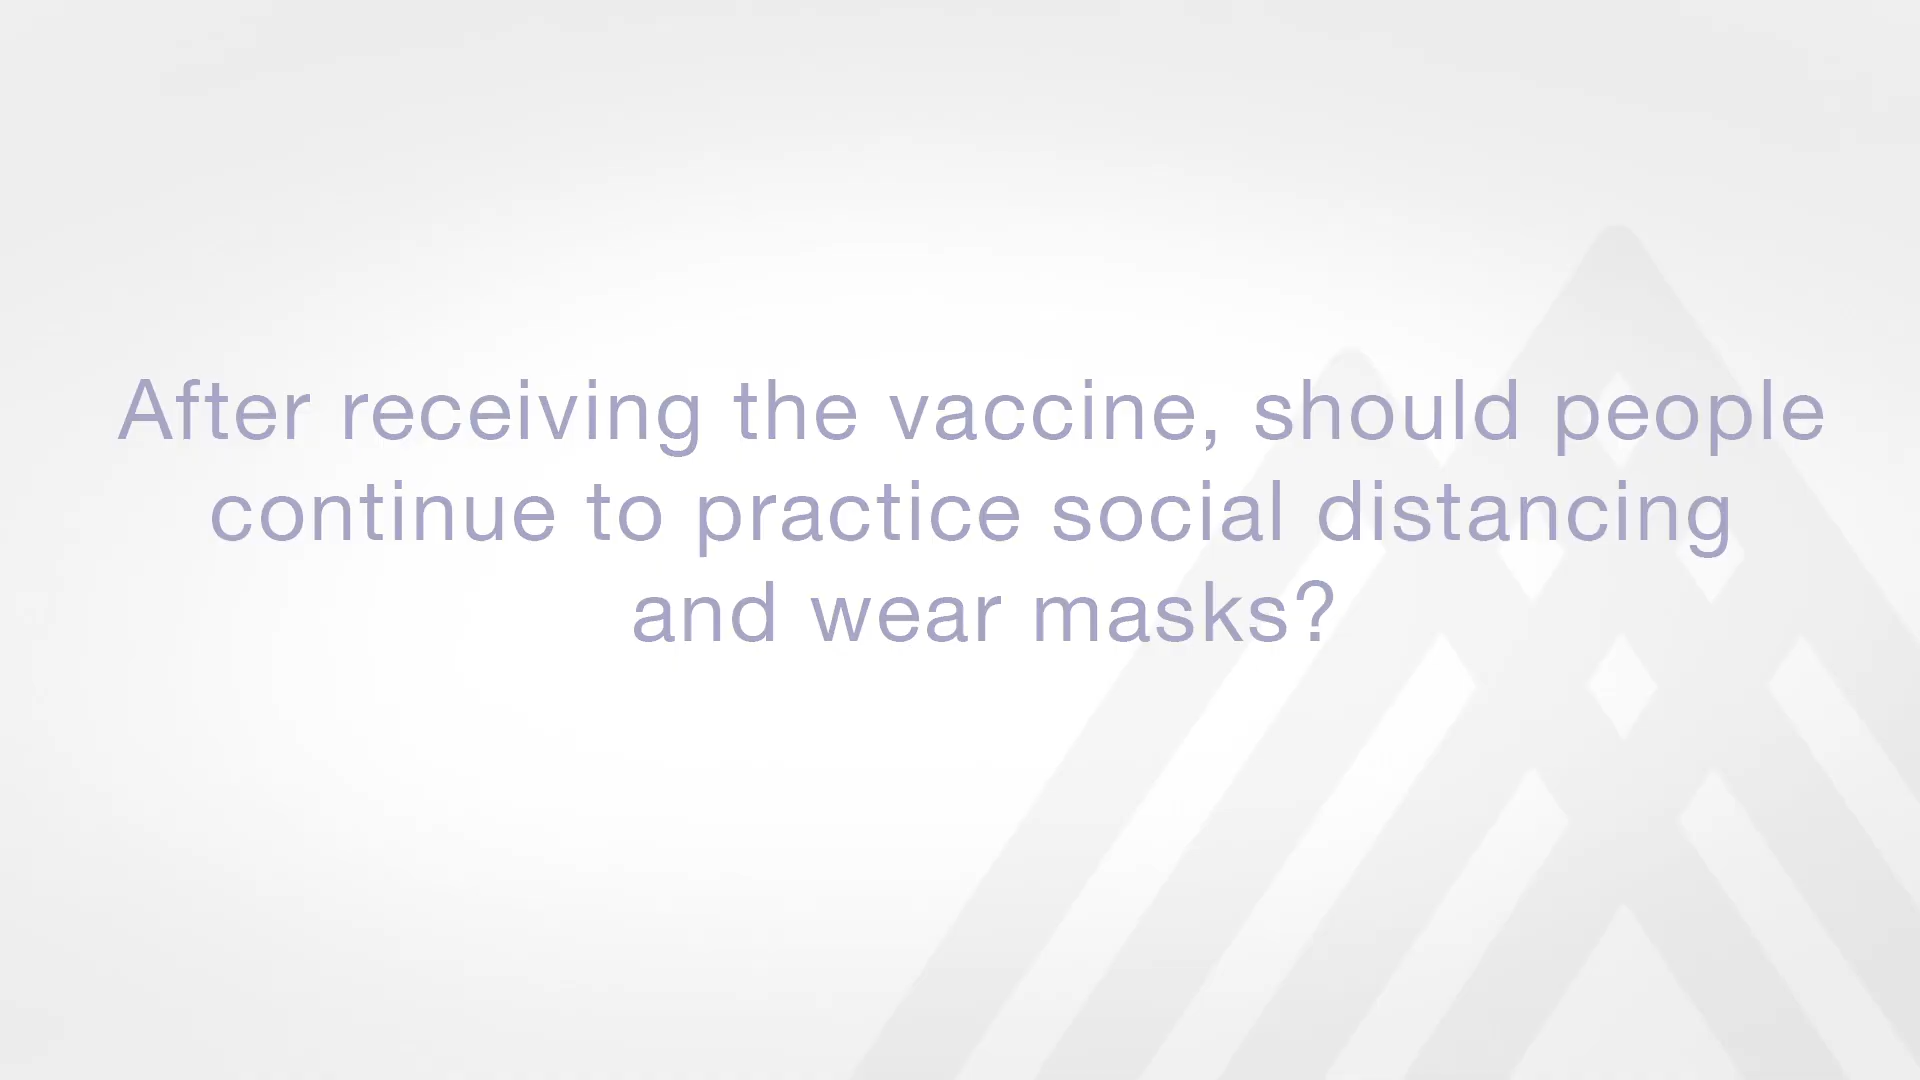 After receiving the vaccine, should people
continue to practice social distancing
and wear masks?